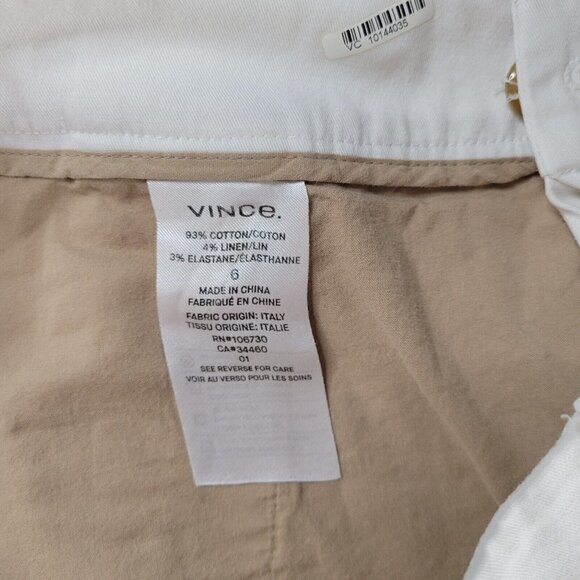 VC 10144035
VINCE.
93% COTTON/COTON
4% LINEN/LIN
3% ELASTANE/ÉLASTHANNE
6
MADE IN CHINA
FABRIQUÉ EN CHINE
FABRIC ORIGIN: ITALY
TISSU ORIGINE: ITALIE
RN#106730
CA#34460
01
SEE REVERSE FOR CARE
VOIR AU VERSO POUR LES SOINS